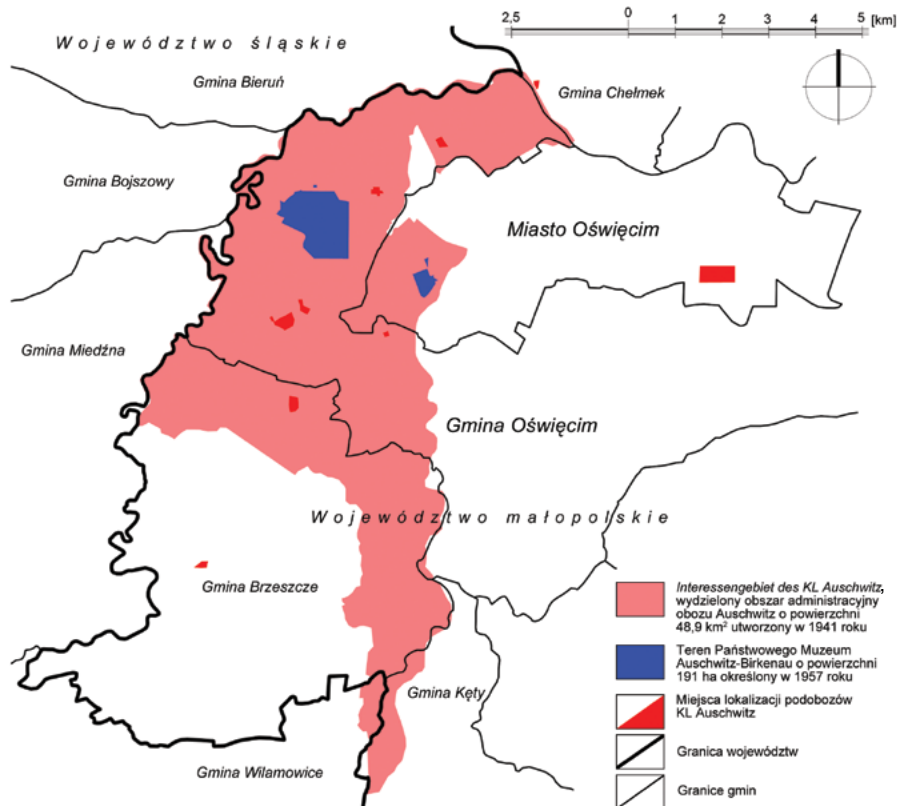 2,5 0 1 2 3 4 5 [km]
Województwo śląskie
Gmina Bieruń
Gmina Chełmek
Gmina Bojszowy
Miasto Oświęcim
Gmina Miedźna
Gmina Oświęcim
Województwo małopolskie
Gmina Brzeszcze
Gmina Kęty
Gmina Wilamowice
Interessengebiet des KL Auschwitz,
wydzielony obszar administracyjny
obozu Auschwitz o powierzchni
48,9 km² utworzony w 1941 roku
Teren Państwowego Muzeum
Auschwitz-Birkenau o powierzchni
191 ha określony w 1957 roku
Miejsca lokalizacji podobozów
KL Auschwitz
Granica województw
Granice gmin